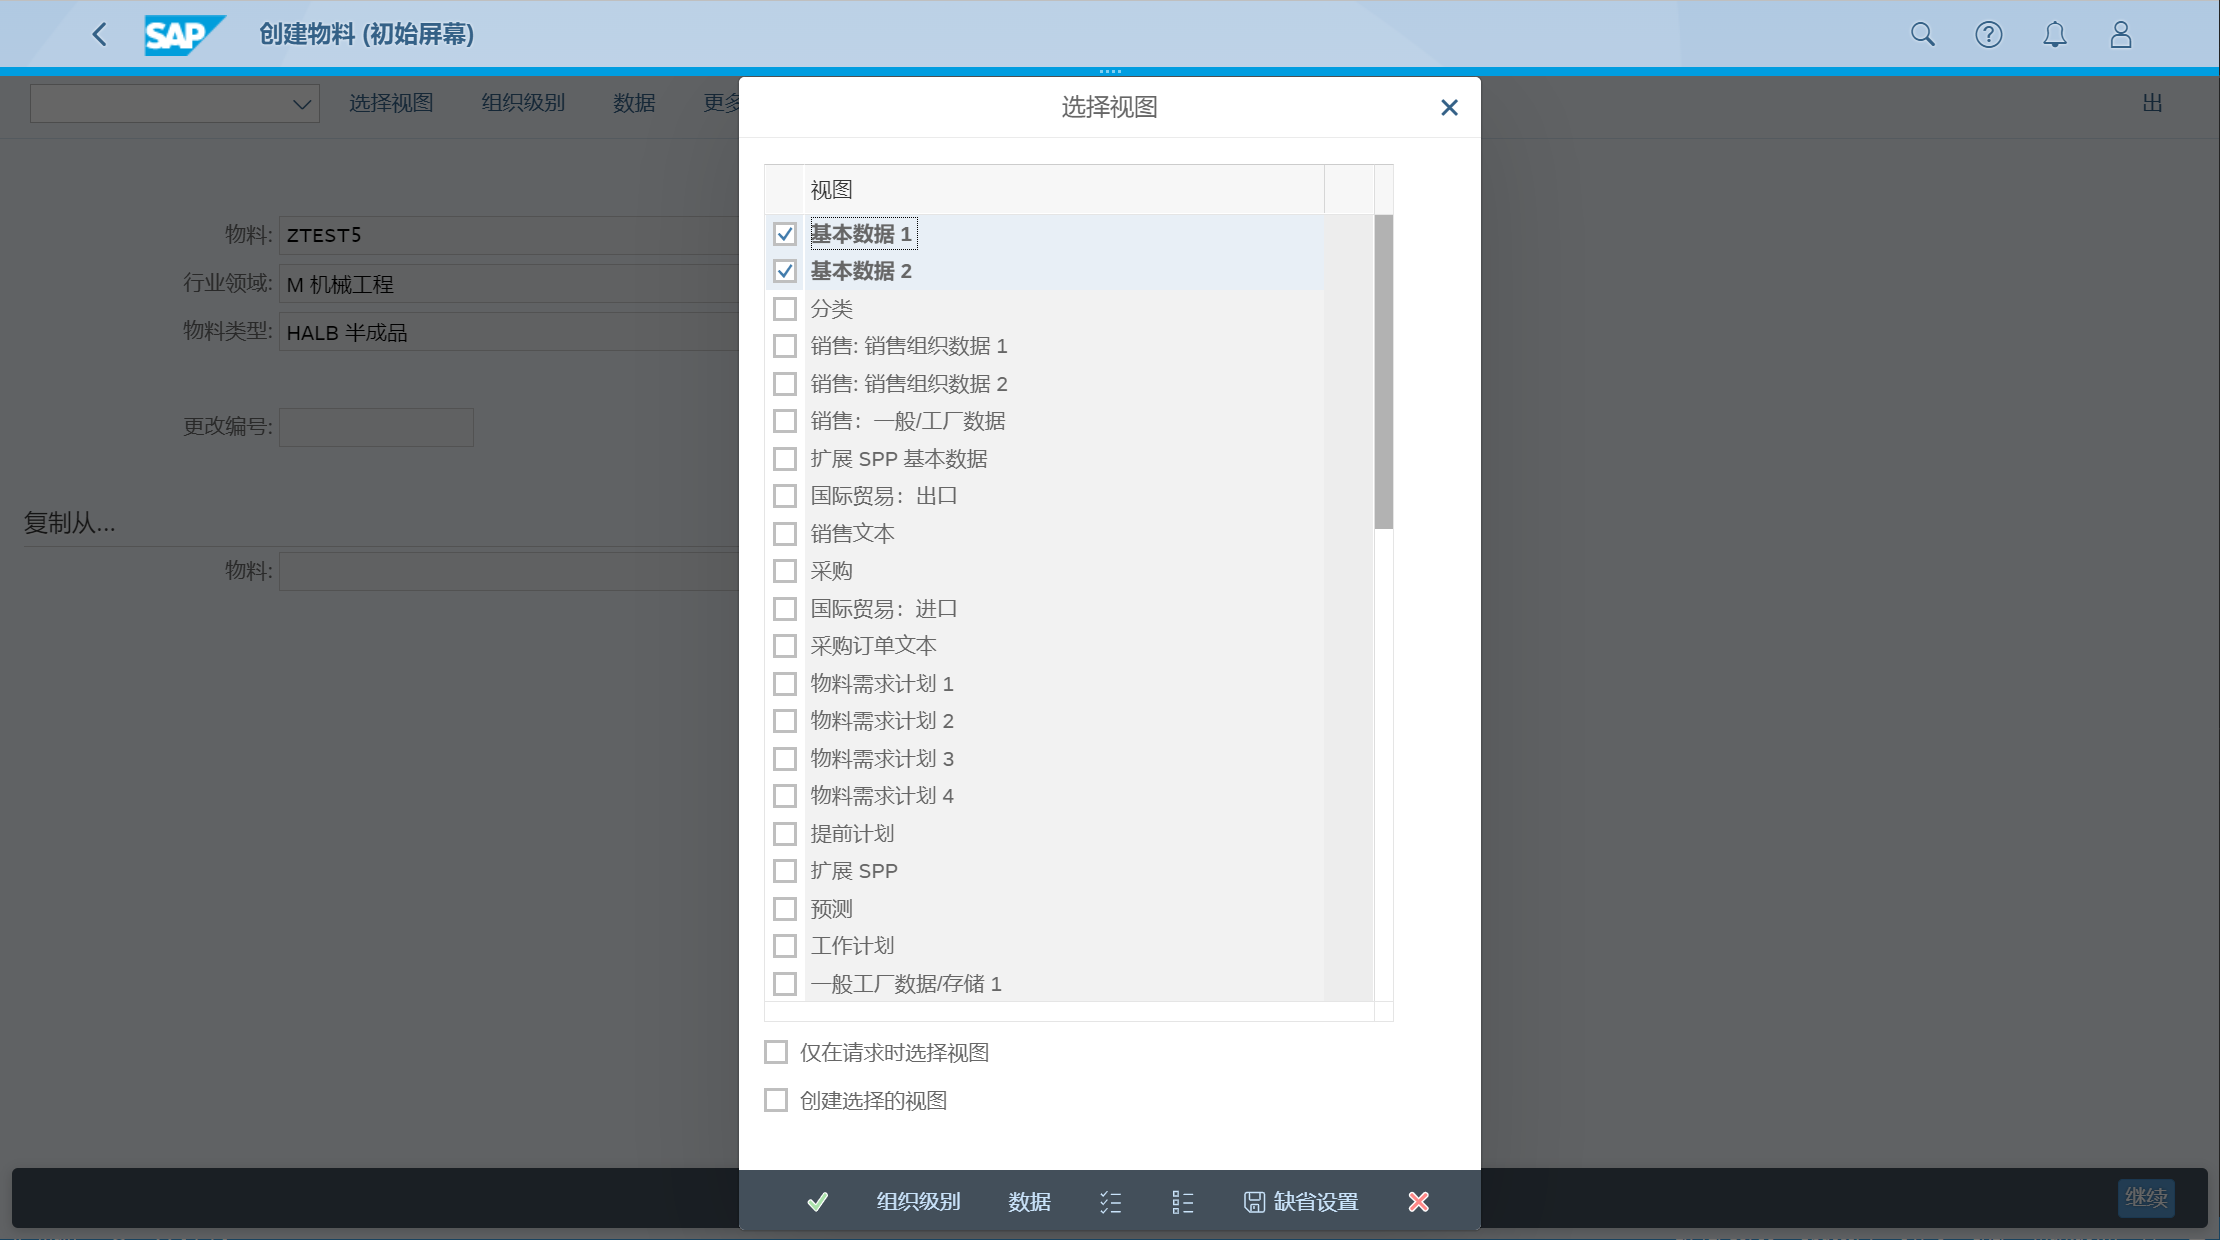 SAP 创建物料 (初始屏幕)
选择视图 组织级别 数据 更多
选择视图
视图
物料: ZTEST5
行业领域: M 机械工程
物料类型: HALB 半成品
更改编号:
复制从...
物料:
基本数据 1
基本数据 2
分类
销售: 销售组织数据 1
销售: 销售组织数据 2
销售：一般/工厂数据
扩展 SPP 基本数据
国际贸易：出口
销售文本
采购
国际贸易：进口
采购订单文本
物料需求计划 1
物料需求计划 2
物料需求计划 3
物料需求计划 4
提前计划
扩展 SPP
预测
工作计划
一般工厂数据/存储 1
仅在请求时选择视图
创建选择的视图
组织级别 数据 缺省设置
继续
出